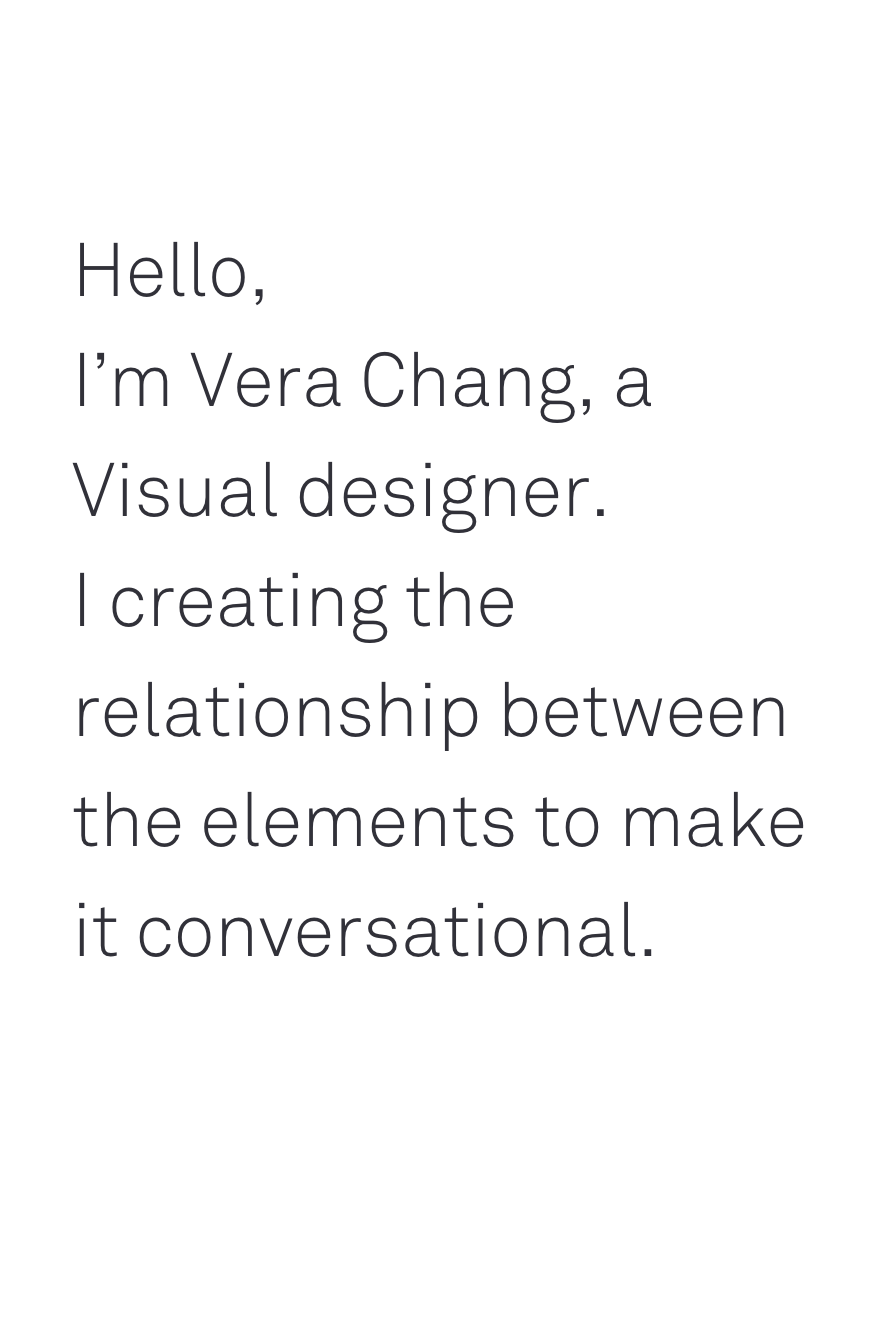 Hello,
I’m Vera Chang, a
Visual designer.
I creating the
relationship between
the elements to make
it conversational.